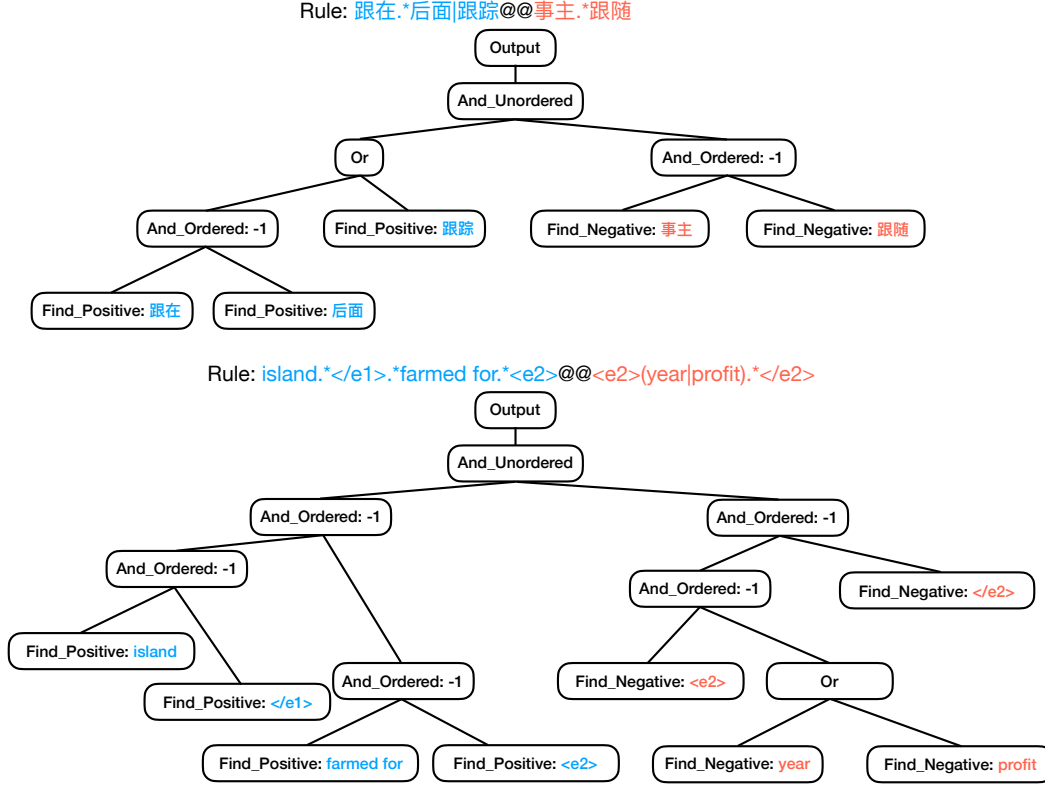 Rule: 跟在.*后面|跟踪@@事主.*跟随
Output
And_Unordered
Or
And_Ordered: -1
And_Ordered: -1
Find_Positive: 跟踪
Find_Negative: 事主
Find_Negative: 跟随
Find_Positive: 跟在
Find_Positive: 后面
Rule: island.*</e1>.*farmed for.*<e2>@@<e2>(year|profit).*</e2>
Output
And_Unordered
And_Ordered: -1
And_Ordered: -1
And_Ordered: -1
And_Ordered: -1
Find_Negative: </e2>
Find_Positive: island
Find_Positive: </e1>
And_Ordered: -1
Find_Negative: <e2>
Or
Find_Positive: farmed for
Find_Positive: <e2>
Find_Negative: year
Find_Negative: profit